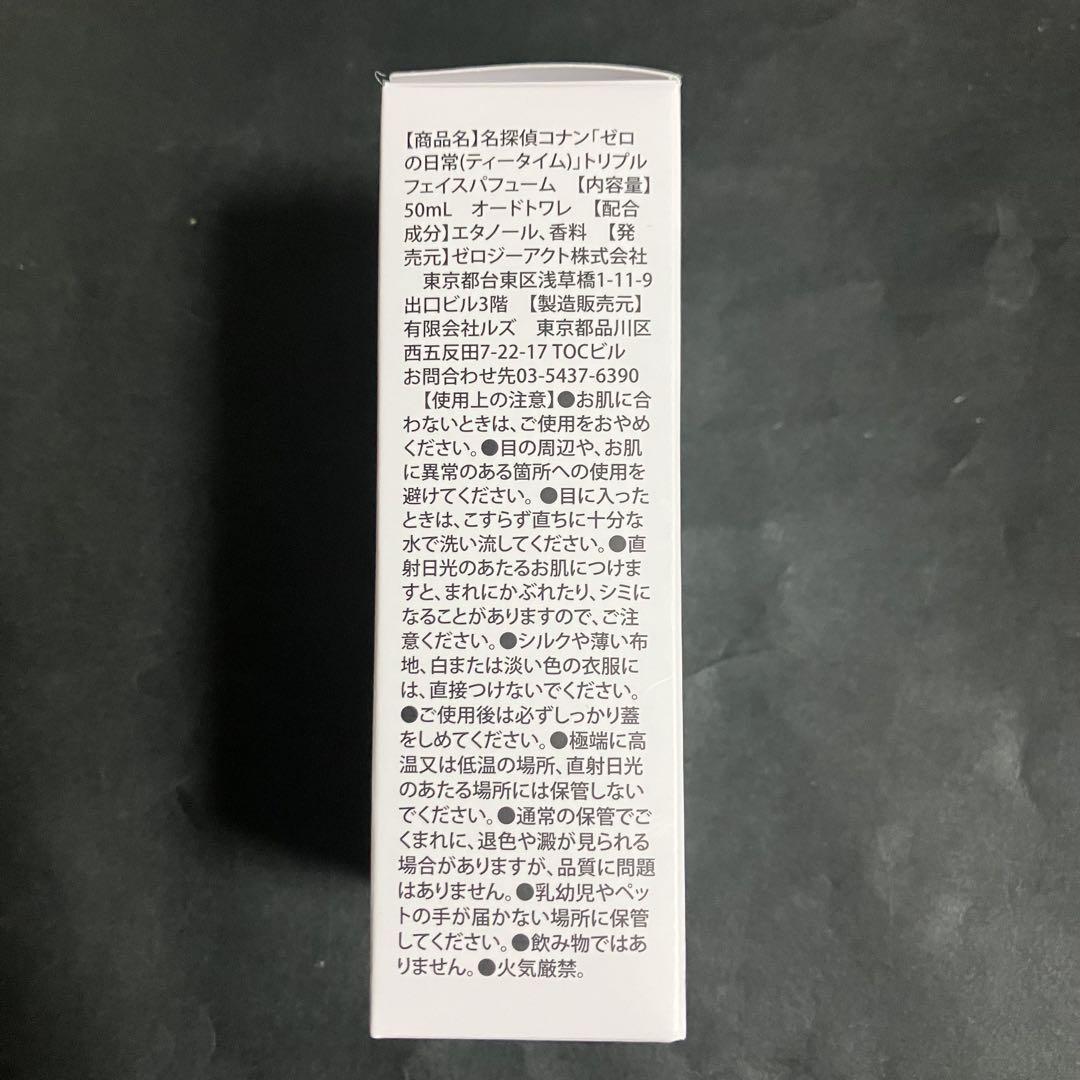 【商品名】名探偵コナン「ゼロ
の日常(ティータイム)」トリプル
フェイスパフューム　【内容量】
50mL　オードトワレ　【配合
成分】エタノール、香料　【発
売元】ゼロジーアクト株式会社
　東京都台東区浅草橋1-11-9
出口ビル3階　【製造販売元】
有限会社ルズ　東京都品川区
西五反田7-22-17 TOCビル
お問合わせ先03-5437-6390
　【使用上の注意】●お肌に合
わないときは、ご使用をおやめ
ください。●目の周辺や、お肌
に異常のある箇所への使用を
避けてください。●目に入った
ときは、こすらず直ちに十分な
水で洗い流してください。●直
射日光のあたるお肌につけま
すと、まれにかぶれたり、シミに
なることがありますので、ご注
意ください。●シルクや薄い布
地、白または淡い色の衣服に
は、直接つけないでください。
●ご使用後は必ずしっかり蓋
をしめてください。●極端に高
温又は低温の場所、直射日光
のあたる場所には保管しない
でください。●通常の保管でご
くまれに、退色や澱が見られる
場合がありますが、品質に問題
はありません。●乳幼児やペッ
トの手が届かない場所に保管
してください。●飲み物ではあ
りません。●火気厳禁。